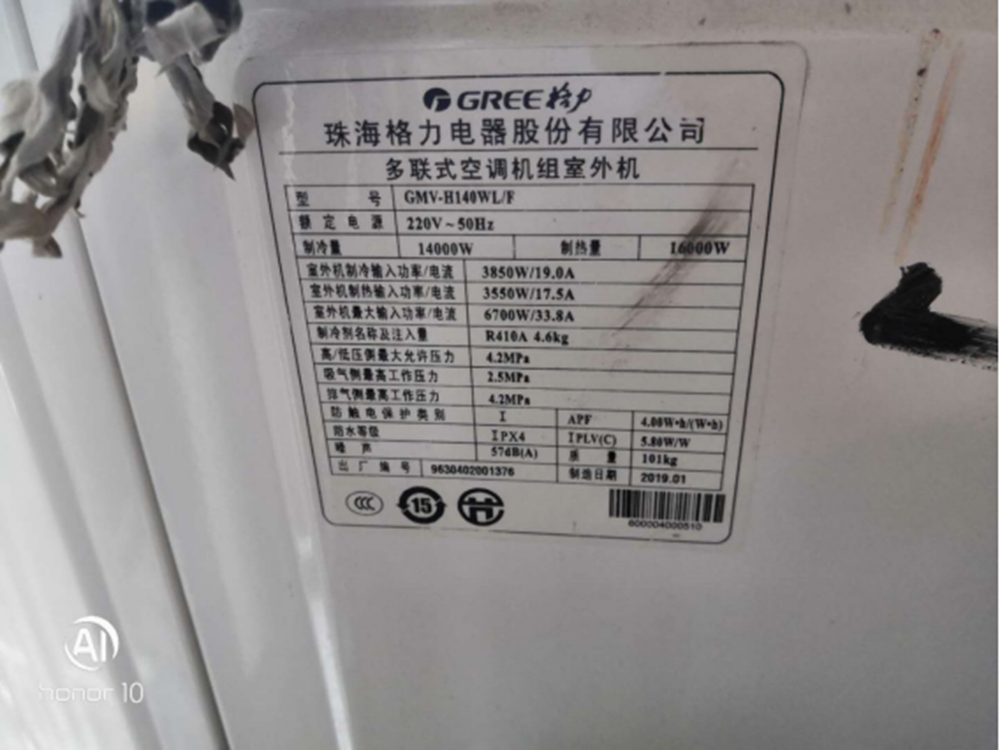 GREE 格力
珠海格力电器股份有限公司
多联式空调机组室外机
型 号 GMV-H140WL/F
额定电源 220V～50Hz
制冷量 14000W 制热量 16000W
室外机制冷输入功率/电流 3850W/19.0A
室外机制热输入功率/电流 3550W/17.5A
室外机最大输入功率/电流 6700W/33.8A
制冷剂名称及注入量 R410A 4.6kg
高/低压侧最大允许压力 4.2MPa
吸气侧最高工作压力 2.5MPa
排气侧最高工作压力 4.2MPa
防触电保护类别 I APF 4.00W·h/(W·h)
防水等级 IPX4 IPLV(C) 5.80W/W
噪 声 57dB(A) 质 量 101kg
出厂编号 9630402001376 制造日期 2019.01
CCC 15
600004000510
AI
honor 10